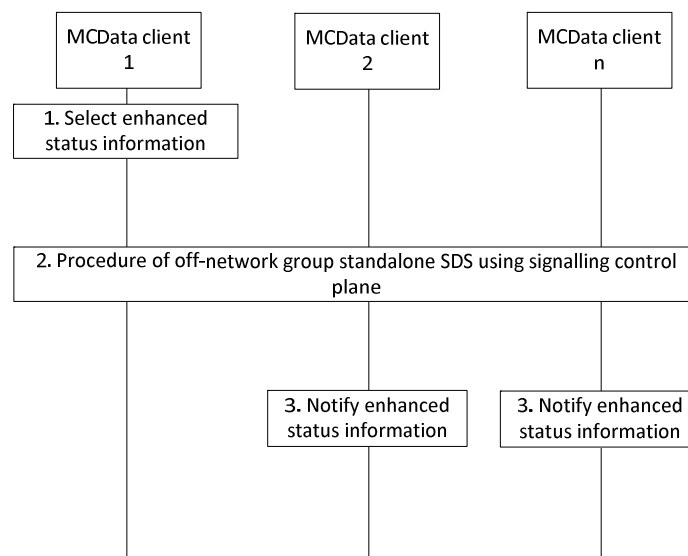 MCData client
1
MCData client
2
MCData client
n
1. Select enhanced
status information
2. Procedure of off-network group standalone SDS using signalling control
plane
3. Notify enhanced
status information
3. Notify enhanced
status information